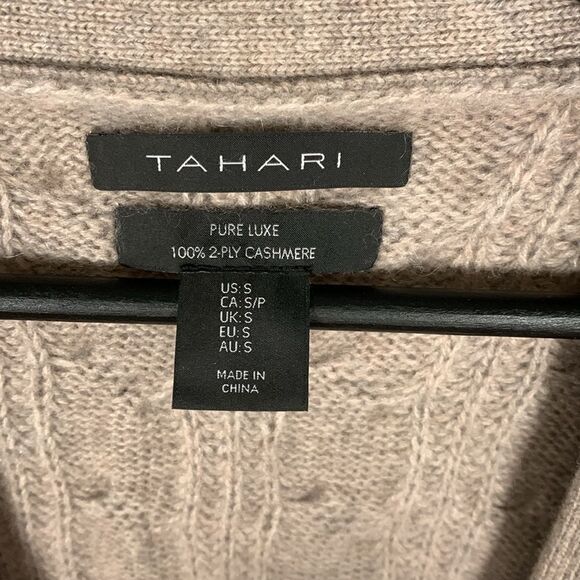 TAHARI
PURE LUXE
100% 2-PLY CASHMERE
US: S
CA: S/P
UK: S
EU: S
AU: S
MADE IN
CHINA